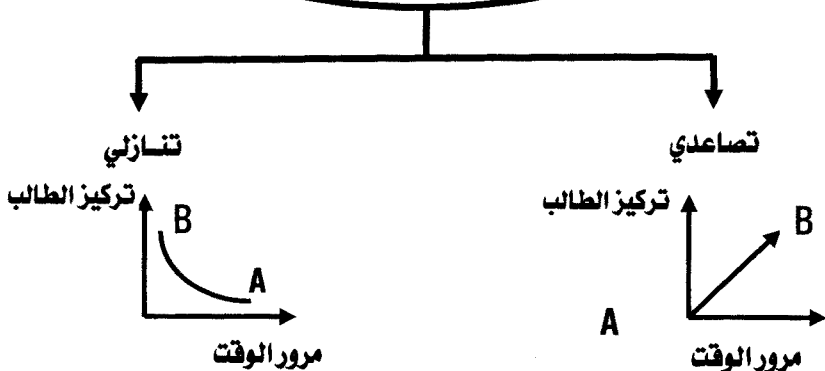 تصاعدي
تركيز الطالب
B
A
مرور الوقت
تنازلي
تركيز الطالب
B
A
مرور الوقت